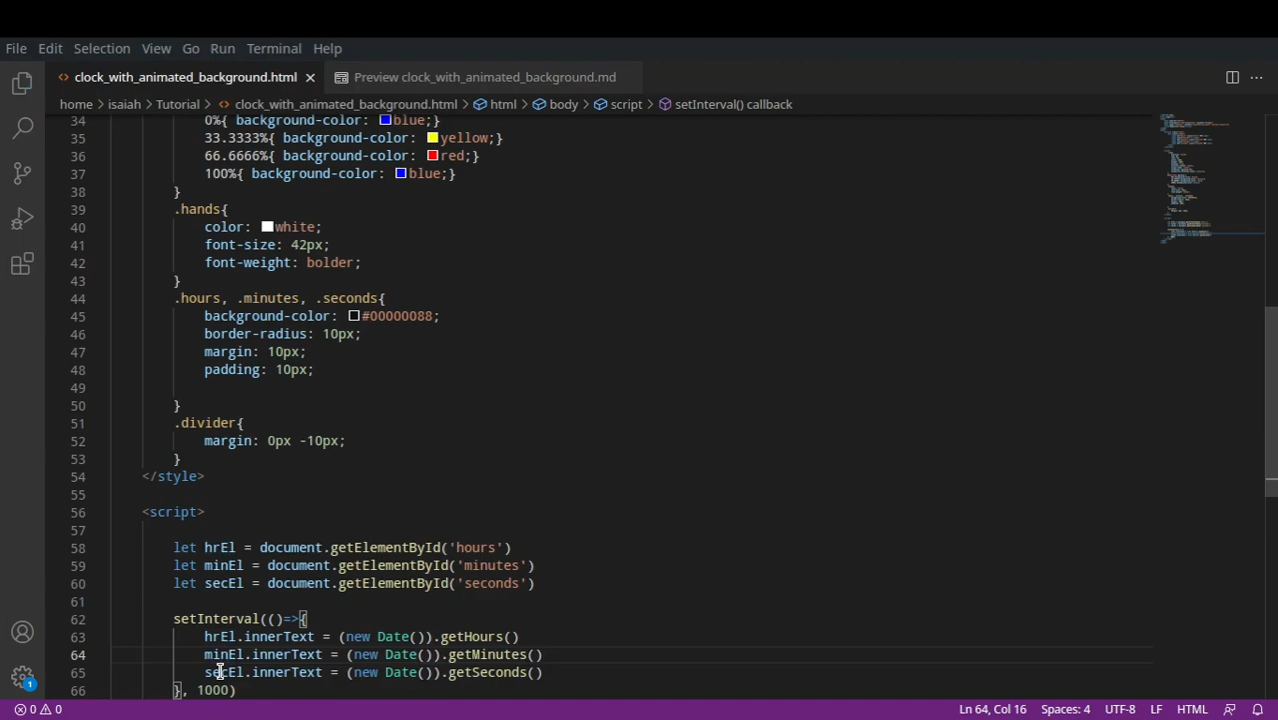 File Edit Selection View Go Run Terminal Help
clock_with_animated_background.html Preview clock_with_animated_background.md
home isaiah Tutorial clock_with_animated_background.html html body script setInterval() callback
34 0%{ background-color: blue;}
35 33.3333%{ background-color: yellow;}
36 66.6666%{ background-color: red;}
37 100%{ background-color: blue;}
38 }
39 .hands{
40 color: white;
41 font-size: 42px;
42 font-weight: bolder;
43 }
44 .hours, .minutes, .seconds{
45 background-color: #00000088;
46 border-radius: 10px;
47 margin: 10px;
48 padding: 10px;
49
50 }
51 .divider{
52 margin: 0px -10px;
53 }
54 </style>
55
56 <script>
57
58 let hrEl = document.getElementById('hours')
59 let minEl = document.getElementById('minutes')
60 let secEl = document.getElementById('seconds')
61
62 setInterval(()=>{
63 hrEl.innerText = (new Date()).getHours()
64 minEl.innerText = (new Date()).getMinutes()
65 secEl.innerText = (new Date()).getSeconds()
66 }, 1000)
1
0 0 Ln 64, Col 16 Spaces: 4 UTF-8 LF HTML